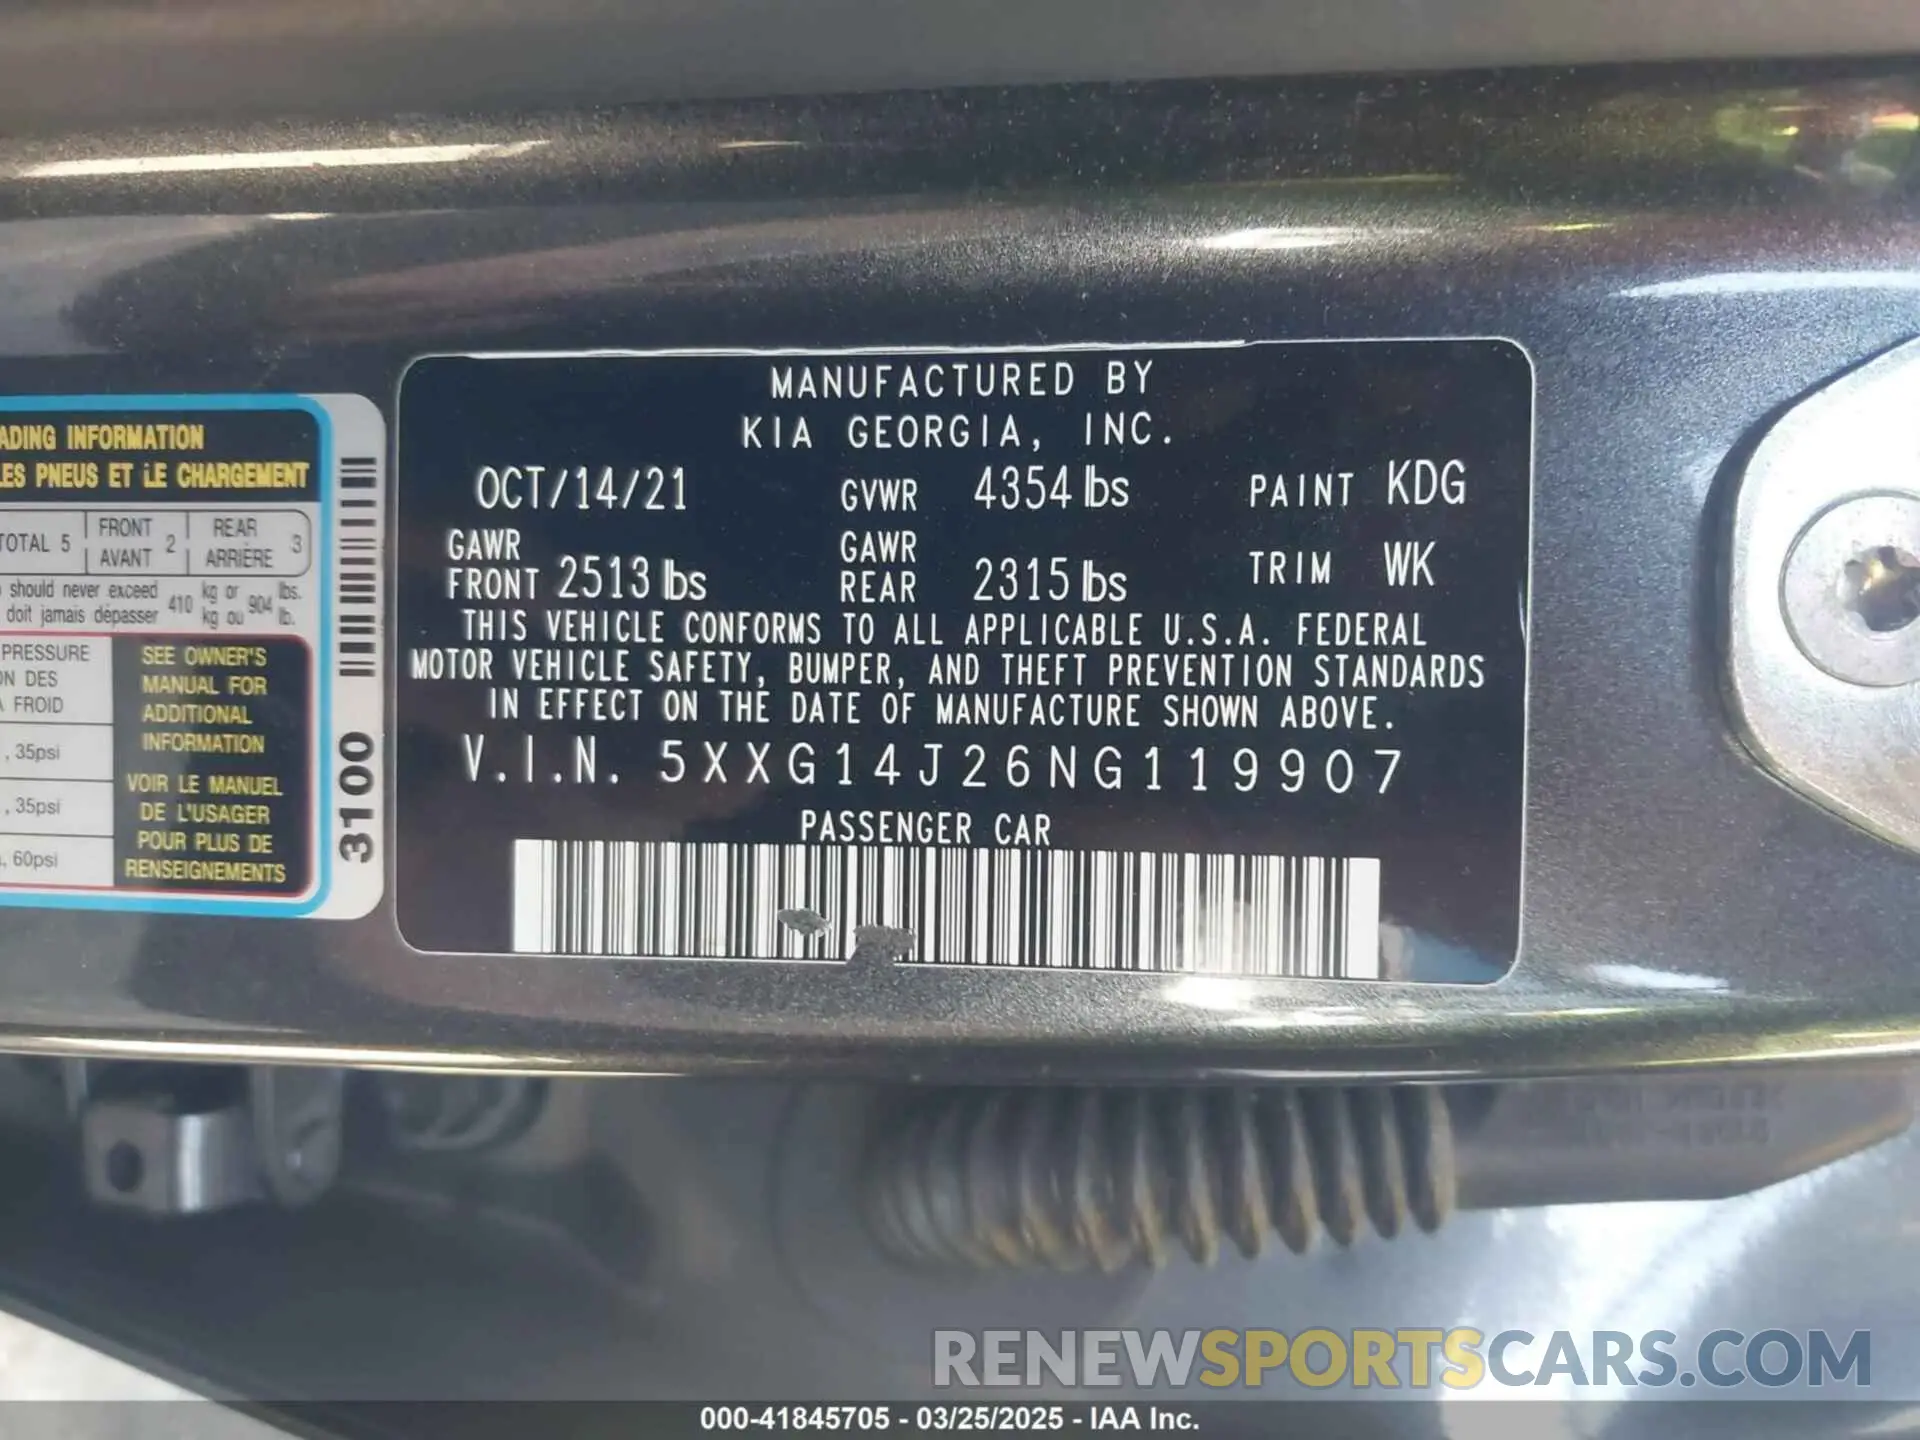 ADING INFORMATION
LES PNEUS ET LE CHARGEMENT
TOTAL 5 FRONT AVANT 2 REAR ARRIÈRE 3
should never exceed 410 kg or 904 lbs.
doit jamais dépasser kg ou lb.
PRESSURE
ON DES
A FROID
, 35psi
, 35psi
, 60psi
SEE OWNER'S
MANUAL FOR
ADDITIONAL
INFORMATION
VOIR LE MANUEL
DE L'USAGER
POUR PLUS DE
RENSEIGNEMENTS
3100
MANUFACTURED BY
KIA GEORGIA, INC.
OCT/14/21 GVWR 4354 lbs PAINT KDG
GAWR FRONT 2513 lbs GAWR REAR 2315 lbs TRIM WK
THIS VEHICLE CONFORMS TO ALL APPLICABLE U.S.A. FEDERAL
MOTOR VEHICLE SAFETY, BUMPER, AND THEFT PREVENTION STANDARDS
IN EFFECT ON THE DATE OF MANUFACTURE SHOWN ABOVE.
V.I.N. 5XXG14J26NG119907
PASSENGER CAR
RENEWSPORTSCARS.COM
000-41845705 - 03/25/2025 - IAA Inc.